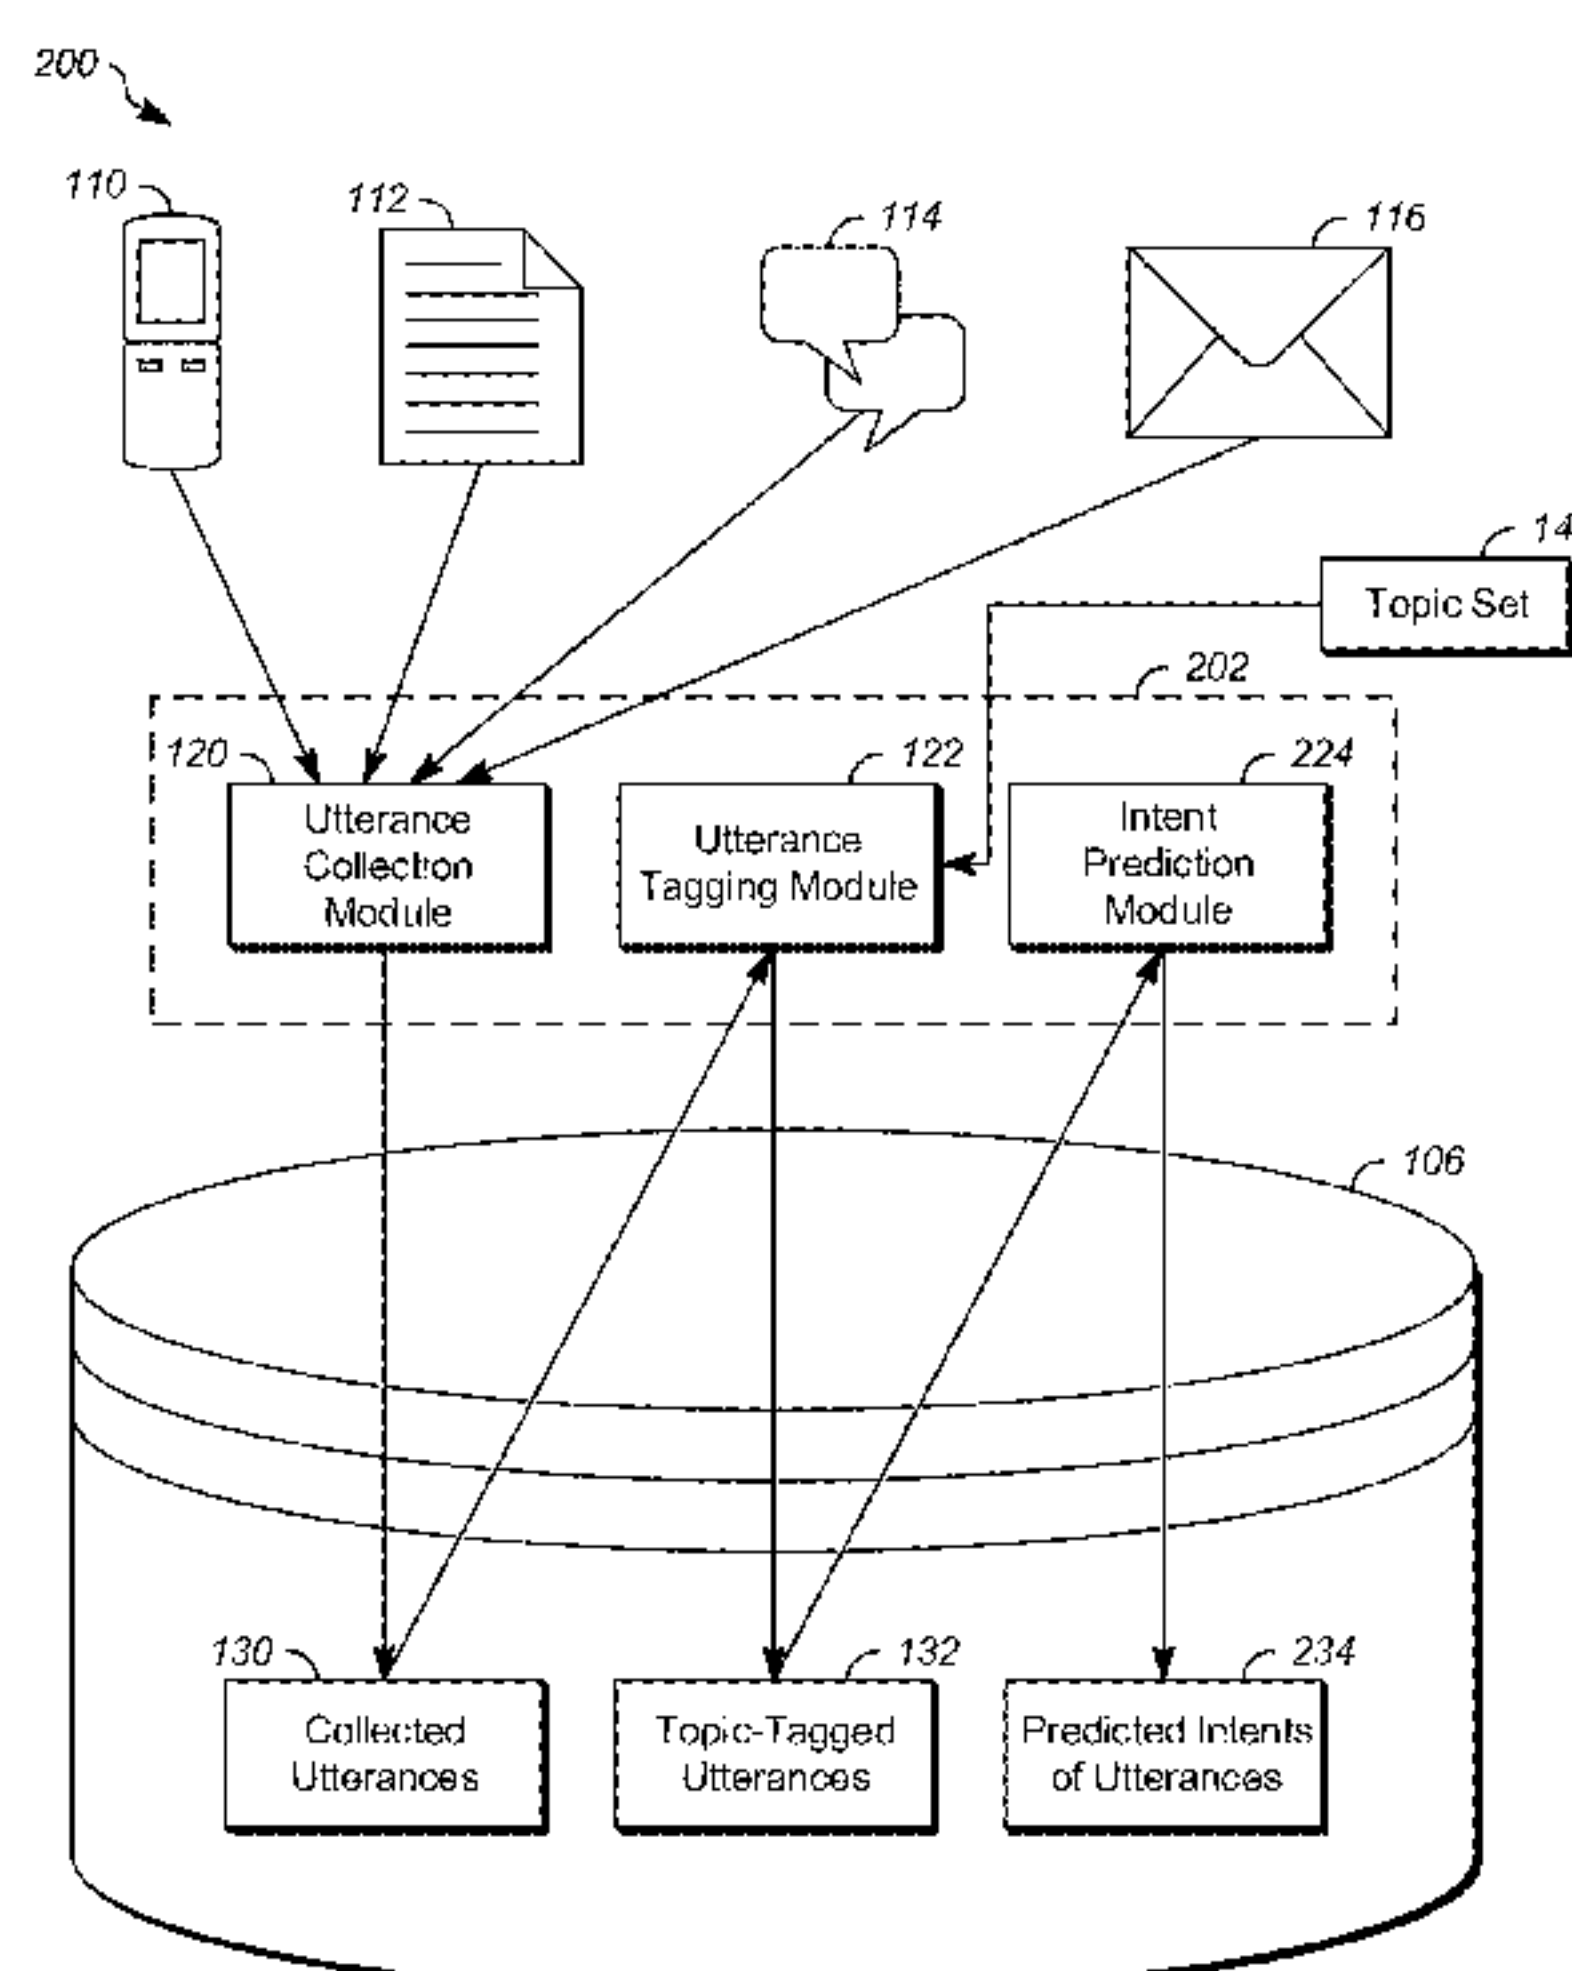 200
110
112
114
116
14
Topic Set
202
120
122
224
Utterance
Collection
Module
Utterance
Tagging Module
Intent
Prediction
Module
106
130
132
234
Collected
Utterances
Topic-Tagged
Utterances
Predicted Intents
of Utterances